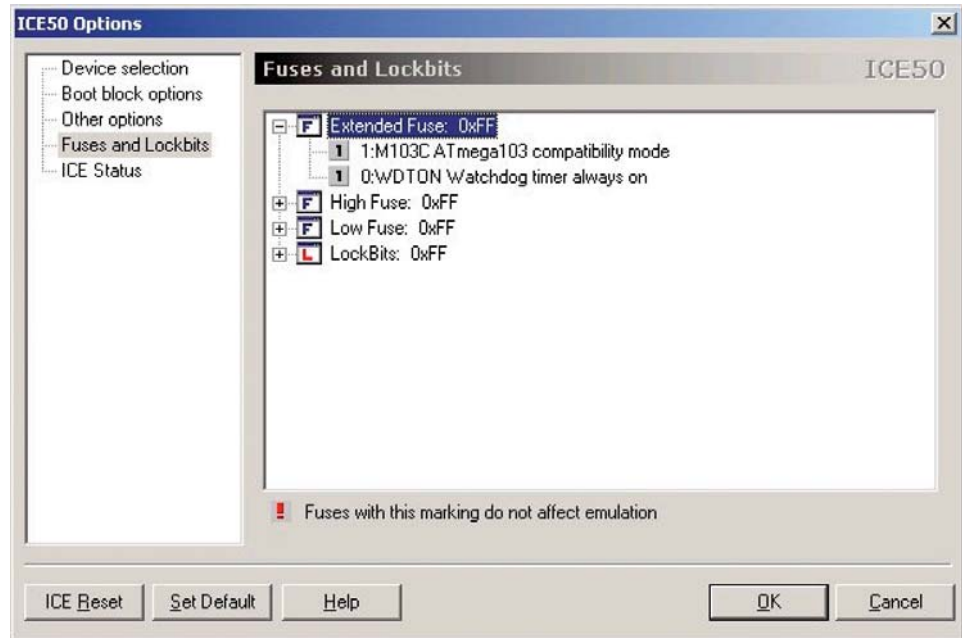 ICE50 Options
Device selection
Boot block options
Other options
Fuses and Lockbits
ICE Status
Fuses and Lockbits
ICE50
F Extended Fuse: 0xFF
1 1:M103C ATmega103 compatibility mode
1 0:WDTON Watchdog timer always on
F High Fuse: 0xFF
F Low Fuse: 0xFF
L LockBits: 0xFF
! Fuses with this marking do not affect emulation
ICE Reset
Set Default
Help
OK
Cancel